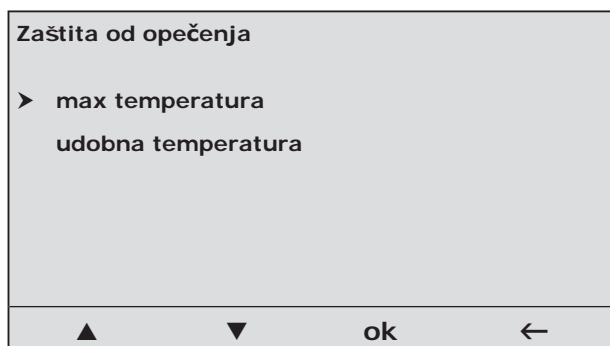 Zaštita od opečenja
➤ max temperatura
udobna temperatura
▲ ▼ ok ←